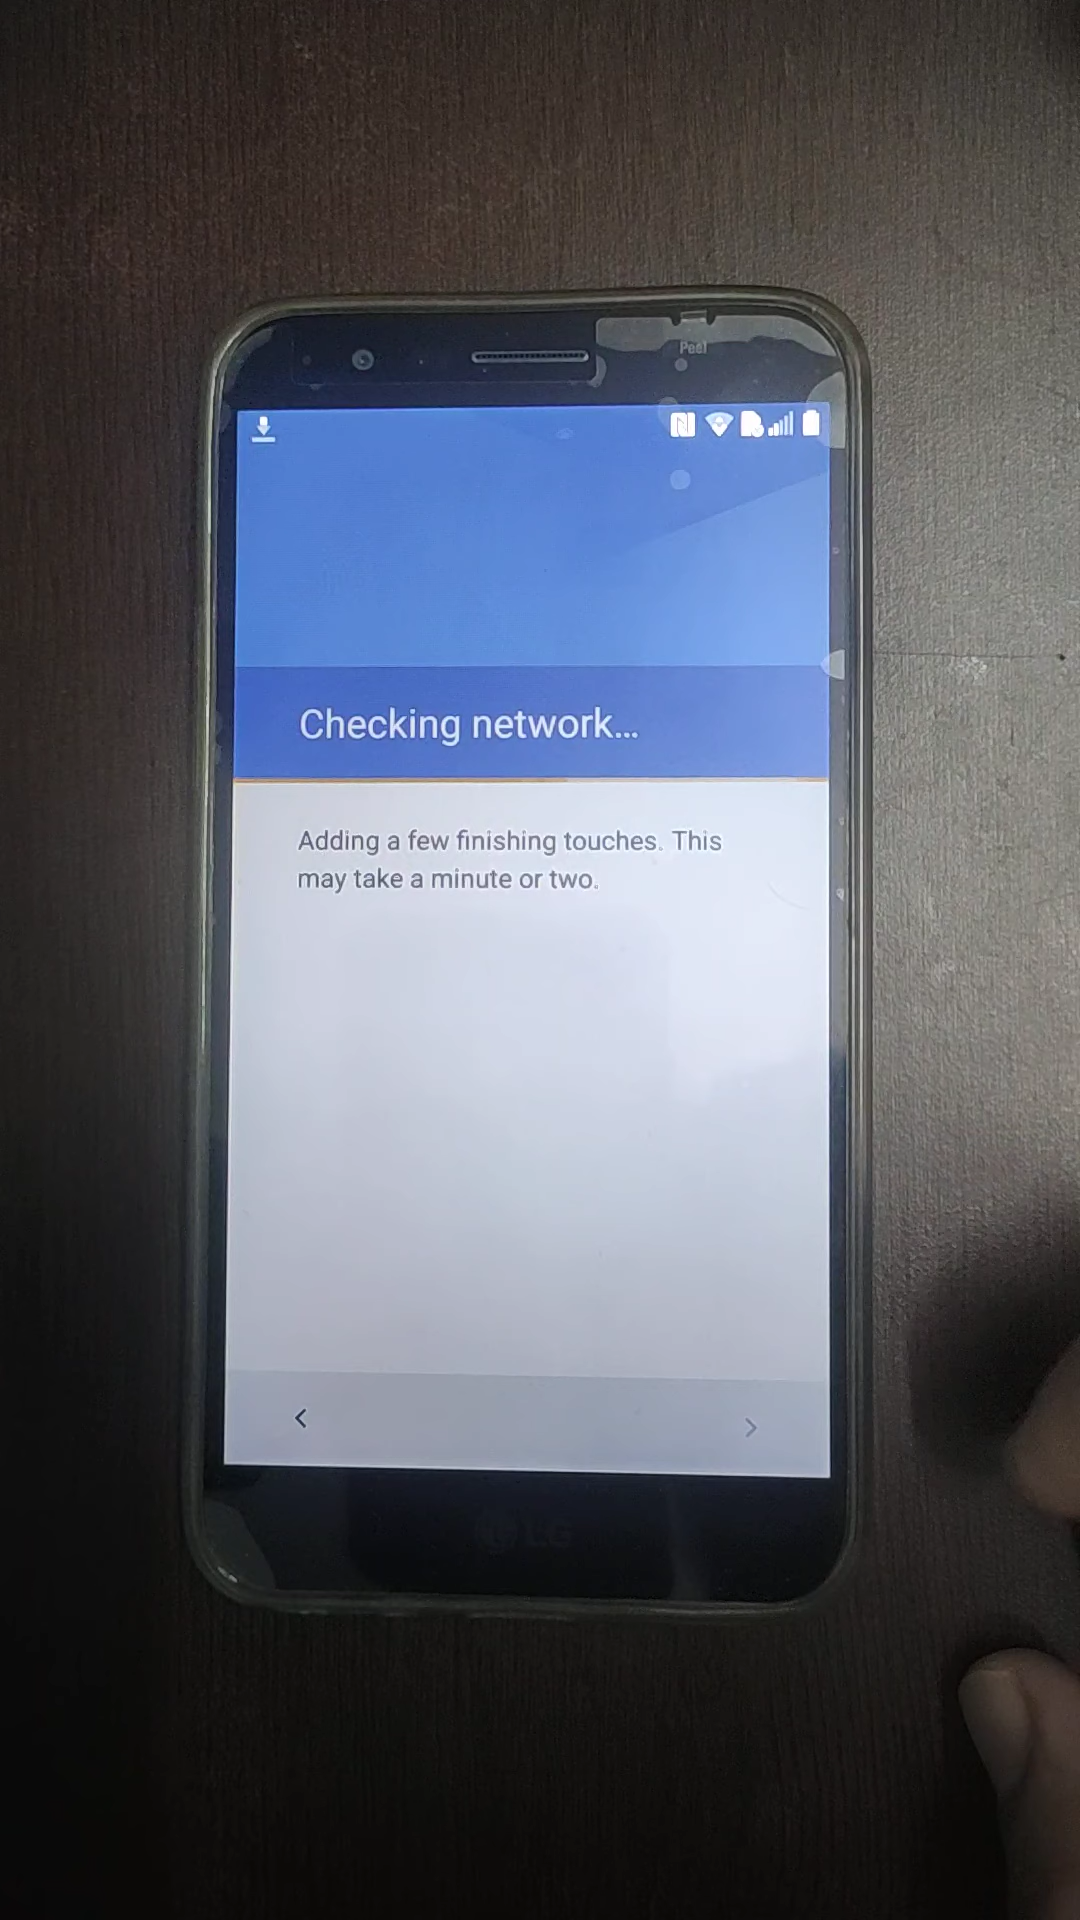 Peel
Checking network...
Adding a few finishing touches. This
may take a minute or two.
LG